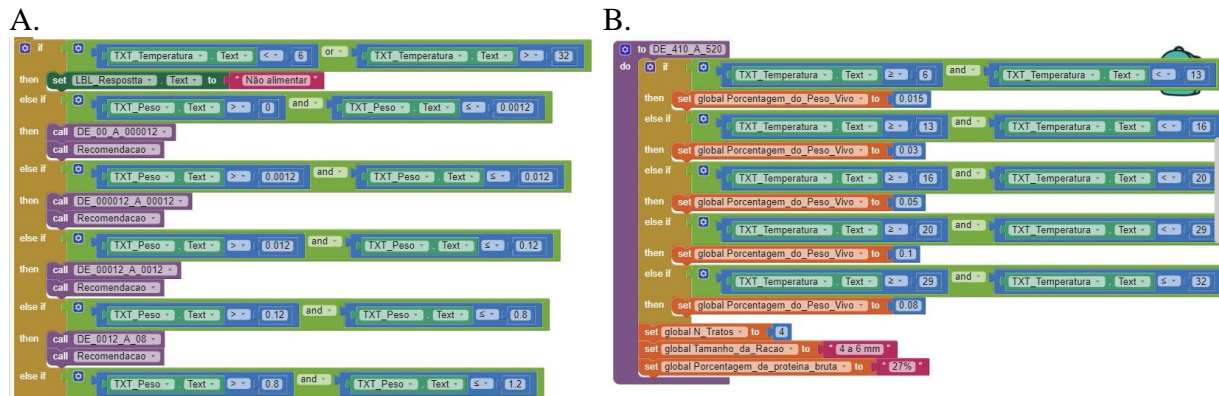 A.
if TXT_Temperatura . Text < 6 or TXT_Temperatura . Text > 32
then set LBL_Respostta . Text to " Não alimentar "
else if TXT_Peso . Text > 0 and TXT_Peso . Text ≤ 0.0012
then call DE_00_A_000012
call Recomendacao
else if TXT_Peso . Text > 0.0012 and TXT_Peso . Text ≤ 0.012
then call DE_000012_A_00012
call Recomendacao
else if TXT_Peso . Text > 0.012 and TXT_Peso . Text ≤ 0.12
then call DE_00012_A_0012
call Recomendacao
else if TXT_Peso . Text > 0.12 and TXT_Peso . Text ≤ 0.8
then call DE_0012_A_08
call Recomendacao
else if TXT_Peso . Text > 0.8 and TXT_Peso . Text ≤ 1.2
B.
to DE_410_A_520
do if TXT_Temperatura . Text ≥ 6 and TXT_Temperatura . Text < 13
then set global Porcentagem_do_Peso_Vivo to 0.015
else if TXT_Temperatura . Text ≥ 13 and TXT_Temperatura . Text < 16
then set global Porcentagem_do_Peso_Vivo to 0.03
else if TXT_Temperatura . Text ≥ 16 and TXT_Temperatura . Text < 20
then set global Porcentagem_do_Peso_Vivo to 0.05
else if TXT_Temperatura . Text ≥ 20 and TXT_Temperatura . Text < 29
then set global Porcentagem_do_Peso_Vivo to 0.1
else if TXT_Temperatura . Text ≥ 29 and TXT_Temperatura . Text ≤ 32
then set global Porcentagem_do_Peso_Vivo to 0.08
set global N_Tratos to 4
set global Tamanho_da_Racao to " 4 a 6 mm "
set global Porcentagem_de_proteina_bruta to " 27% "